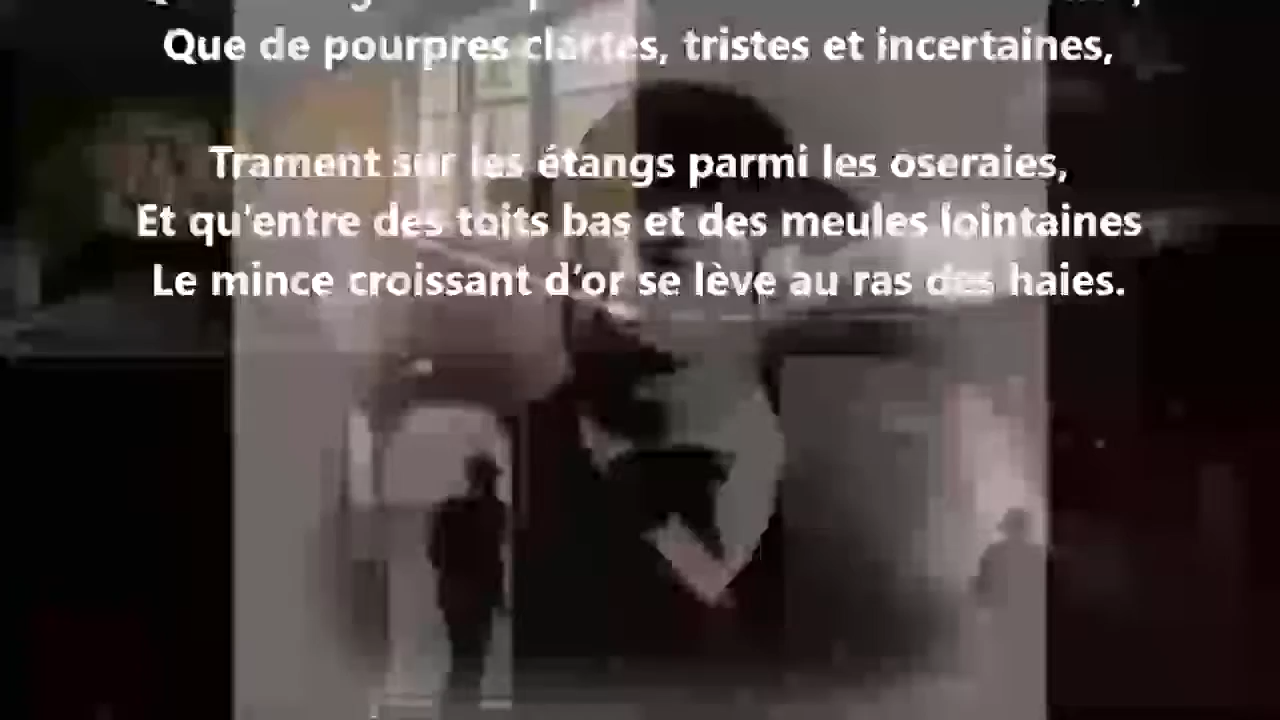 Que de pourpres clartés, tristes et incertaines,
Trament sur les étangs parmi les oseraies,
Et qu'entre des toits bas et des meules lointaines
Le mince croissant d'or se lève au ras des haies.